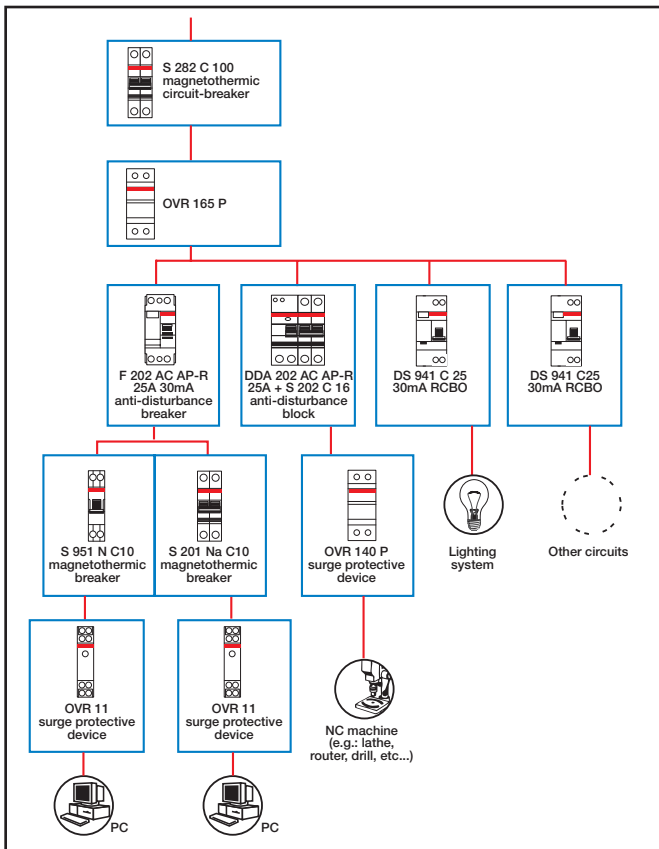 S 282 C 100
magnetothermic
circuit-breaker
OVR 165 P
F 202 AC AP-R
25A 30mA
anti-disturbance
breaker
DDA 202 AC AP-R
25A + S 202 C 16
anti-disturbance
block
DS 941 C 25
30mA RCBO
DS 941 C25
30mA RCBO
S 951 N C10
magnetothermic
breaker
S 201 Na C10
magnetothermic
breaker
OVR 140 P
surge protective
device
Lighting
system
Other circuits
OVR 11
surge protective
device
OVR 11
surge protective
device
NC machine
(e.g.: lathe,
router, drill, etc...)
PC
PC